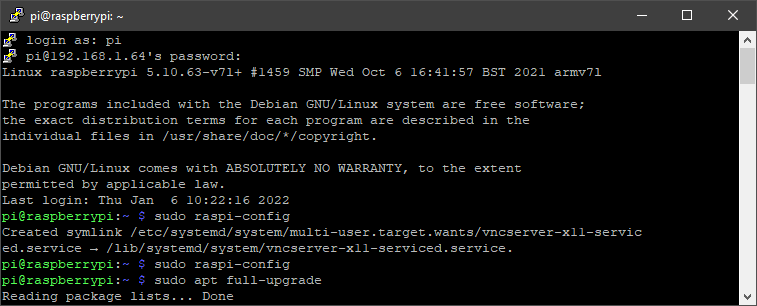 pi@raspberrypi: ~
login as: pi
pi@192.168.1.64's password:
Linux raspberrypi 5.10.63-v7l+ #1459 SMP Wed Oct 6 16:41:57 BST 2021 armv7l
The programs included with the Debian GNU/Linux system are free software;
the exact distribution terms for each program are described in the
individual files in /usr/share/doc/*/copyright.
Debian GNU/Linux comes with ABSOLUTELY NO WARRANTY, to the extent
permitted by applicable law.
Last login: Thu Jan  6 10:22:16 2022
pi@raspberrypi:~ $ sudo raspi-config
Created symlink /etc/systemd/system/multi-user.target.wants/vncserver-x11-servic
ed.service → /lib/systemd/system/vncserver-x11-serviced.service.
pi@raspberrypi:~ $ sudo raspi-config
pi@raspberrypi:~ $ sudo apt full-upgrade
Reading package lists... Done